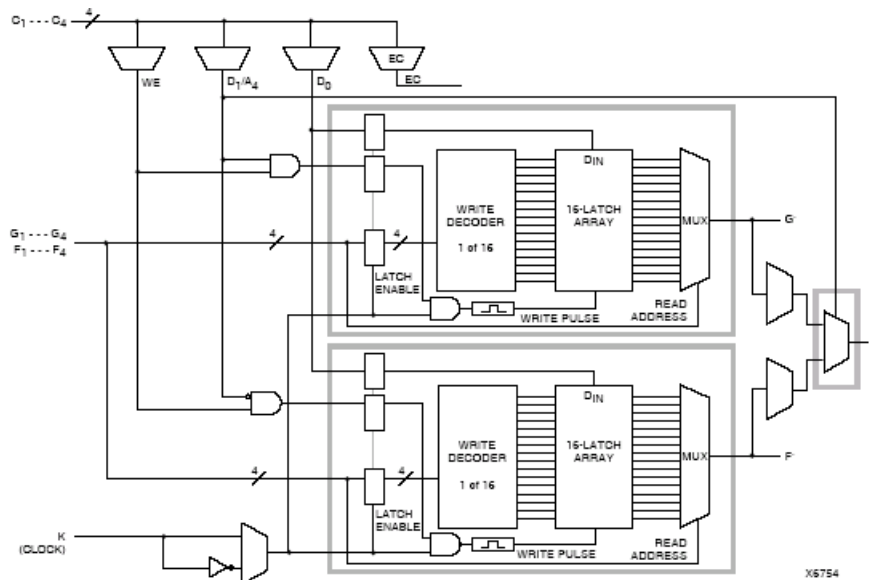 C1 - - - C4
4
EC
WE
D1/A4
D0
EC
DIN
WRITE
DECODER
1 of 16
16-LATCH
ARRAY
MUX
G'
G1 - - - G4
F1 - - - F4
4
4
LATCH
ENABLE
WRITE PULSE
READ
ADDRESS
DIN
WRITE
DECODER
1 of 16
16-LATCH
ARRAY
MUX
F'
4
4
LATCH
ENABLE
K
(CLOCK)
WRITE PULSE
READ
ADDRESS
X6754